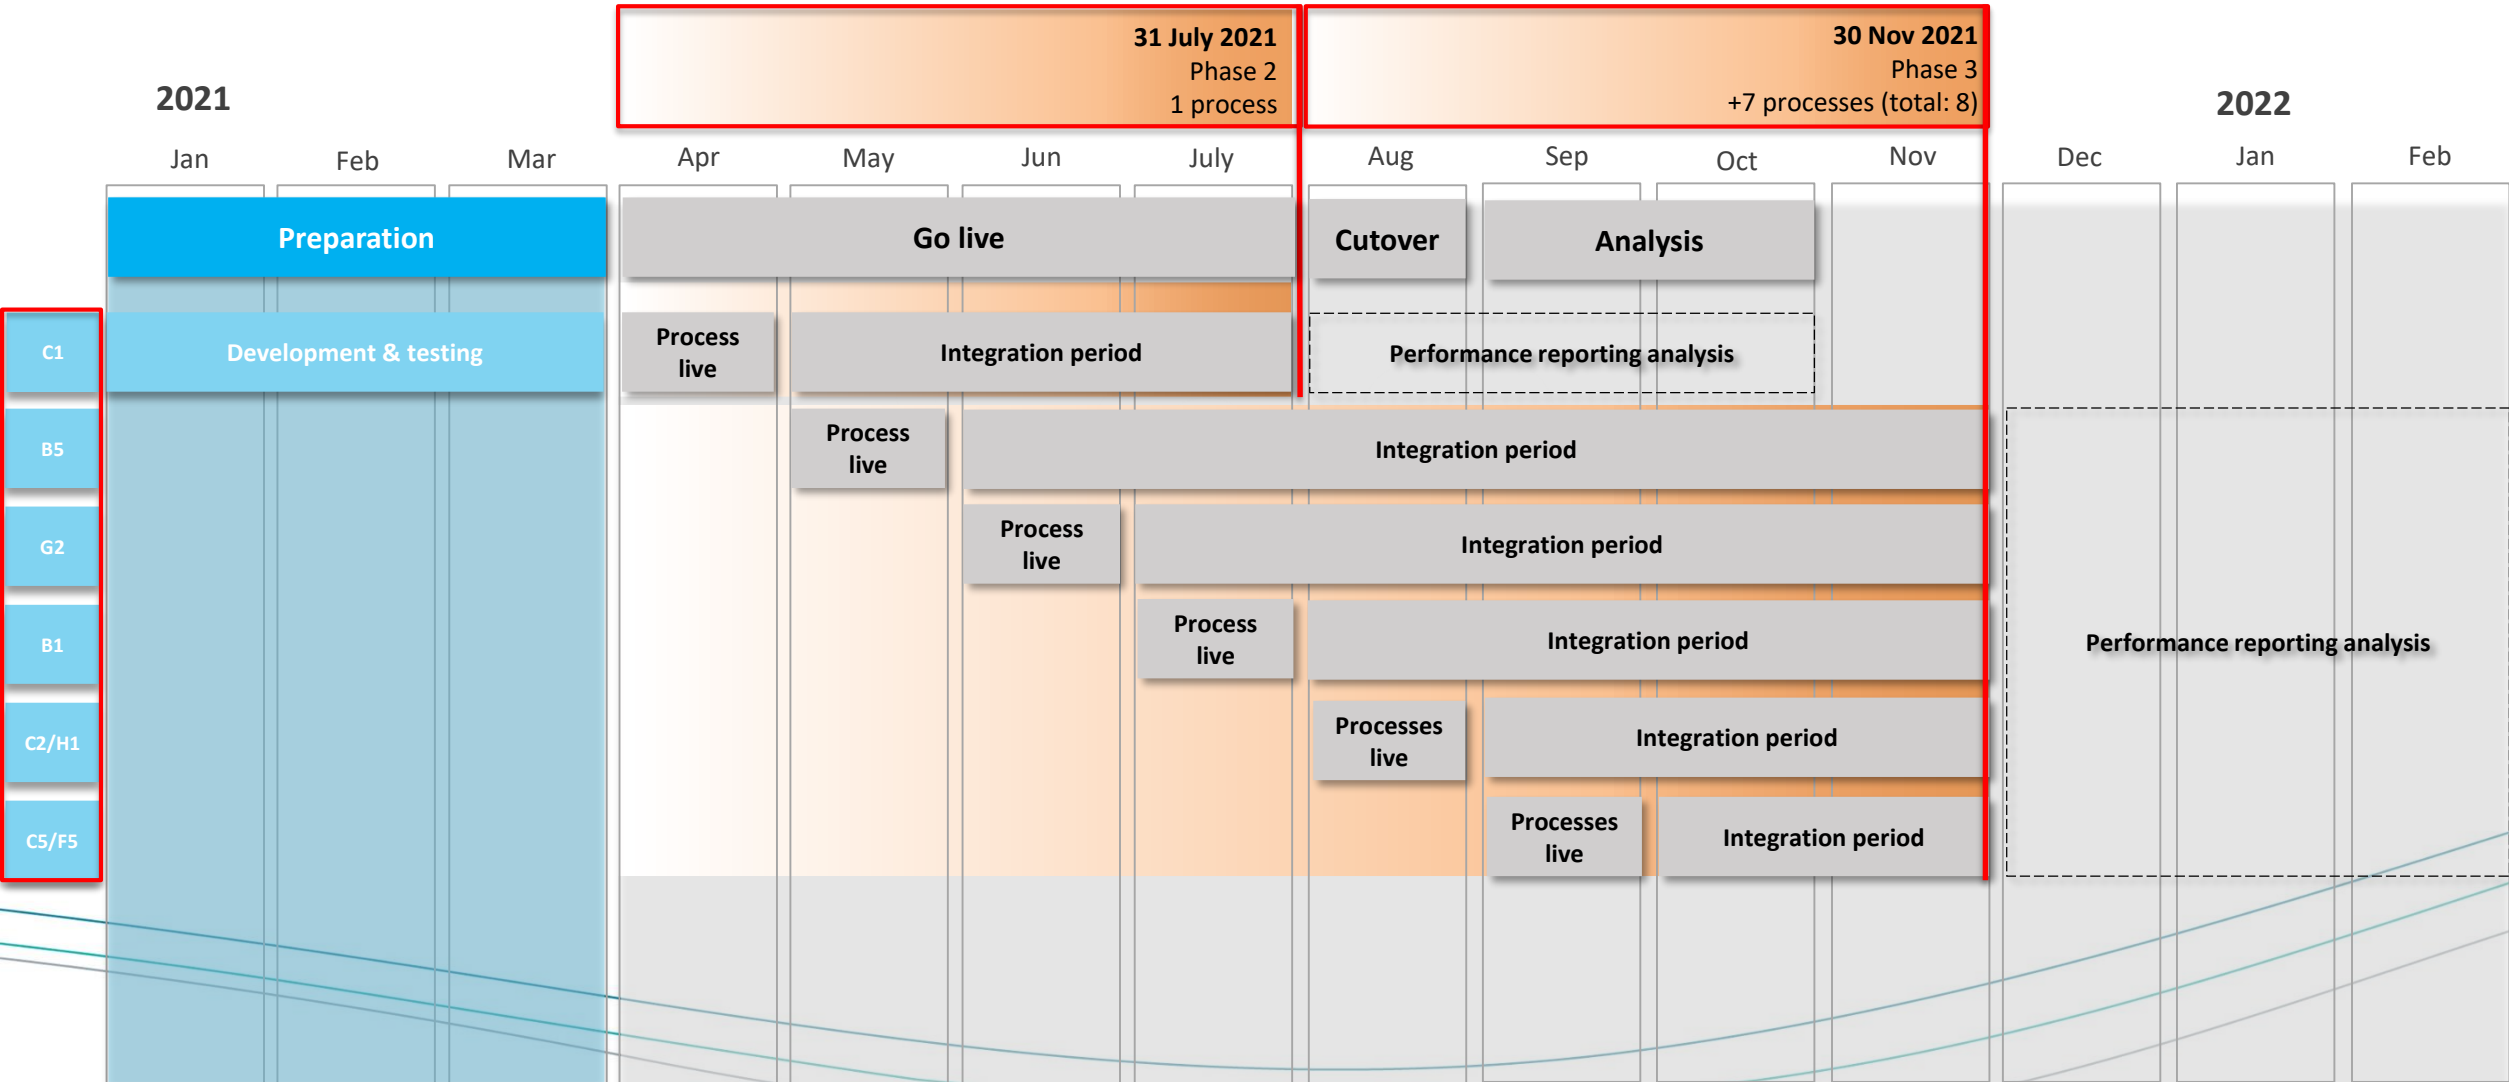 31 July 2021
Phase 2
1 process
30 Nov 2021
Phase 3
+7 processes (total: 8)
2021
2022
Jan
Feb
Mar
Apr
May
Jun
July
Aug
Sep
Oct
Nov
Dec
Jan
Feb
Preparation
Go live
Cutover
Analysis
C1
Development & testing
Process
live
Integration period
Performance reporting analysis
B5
Process
live
Integration period
G2
Process
live
Integration period
B1
Process
live
Integration period
Performance reporting analysis
C2/H1
Processes
live
Integration period
C5/F5
Processes
live
Integration period